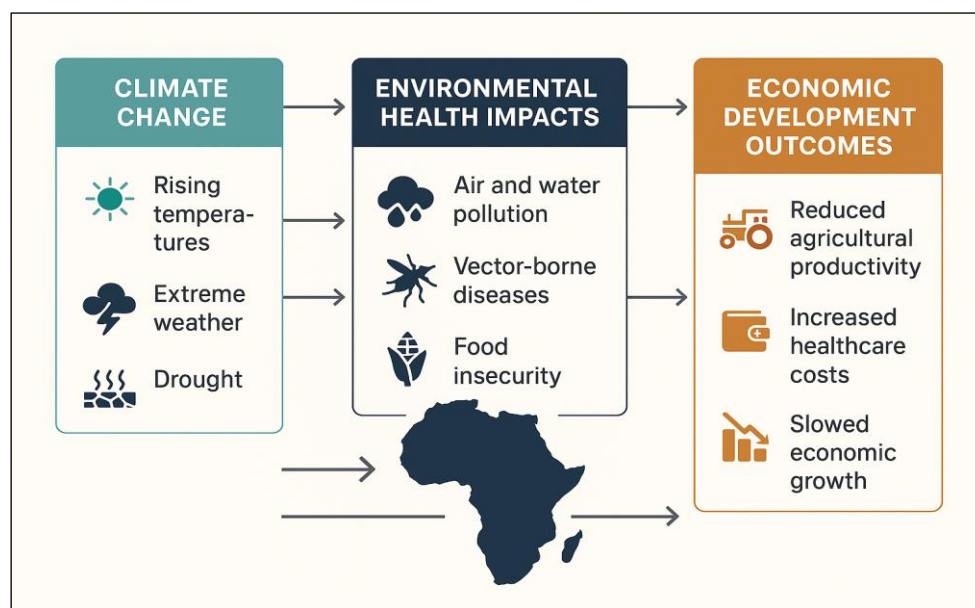 CLIMATE
CHANGE
Rising
tempera-
tures
Extreme
weather
Drought
ENVIRONMENTAL
HEALTH IMPACTS
Air and water
pollution
Vector-borne
diseases
Food
insecurity
ECONOMIC
DEVELOPMENT
OUTCOMES
Reduced
agricultural
productivity
Increased
healthcare
costs
Slowed
economic
growth